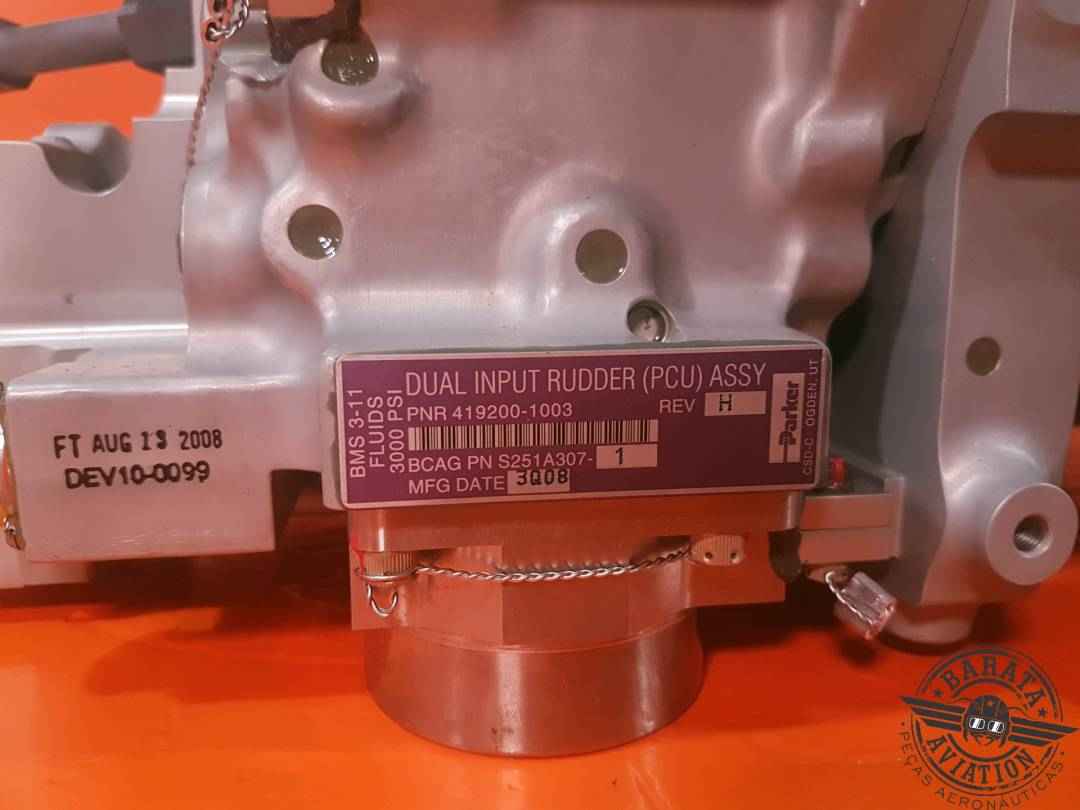 DUAL INPUT RUDDER (PCU) ASSY
PNR 419200-1003
REV H
BCAG PN S251A307- 1
MFG DATE 3Q08
BMS 3-11
FLUIDS
3000 PSI
Parker
CSD-C OGDEN, UT
FT AUG 13 2008
DEV10-0099
BARATA
AVIATION
PEÇAS AERONÁUTICAS